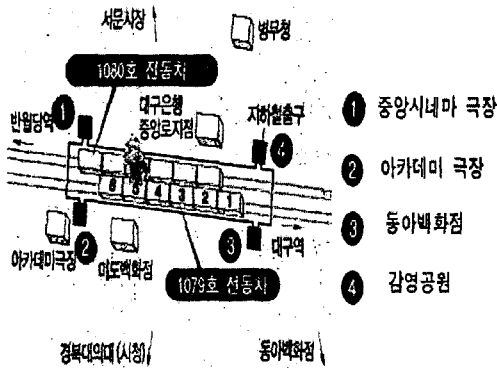 서문시장
병무청
1080호 전동차
반월당역
1
대구은행
중앙로지점
지하철출구
4
6 5 4 3 2 1
아카데미극장
2
미도백화점
3
대구역
1079호 전동차
경북대의대(시청)
동아백화점
1 중앙시네마 극장
2 아카데미 극장
3 동아백화점
4 감영공원